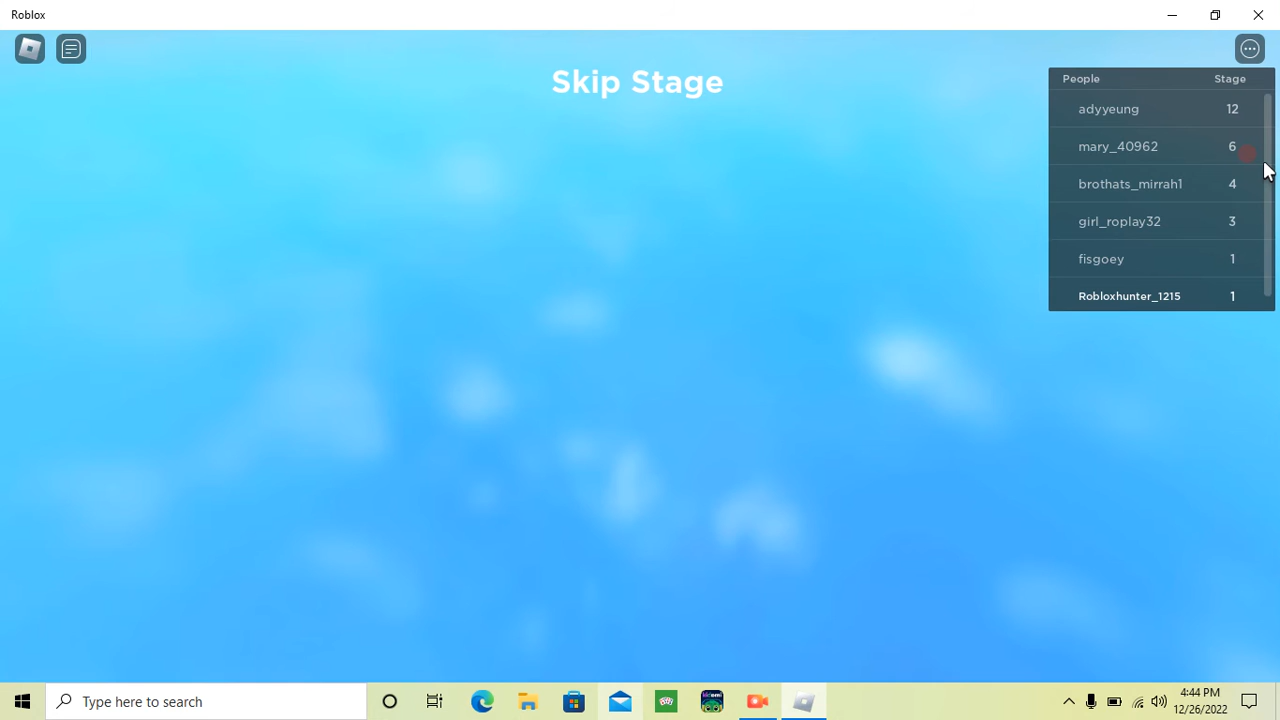 Roblox
Skip Stage
People Stage
adyyeung 12
mary_40962 6
brothats_mirrah1 4
girl_roplay32 3
fisgoey 1
Robloxhunter_1215 1
Type here to search
4:44 PM
12/26/2022